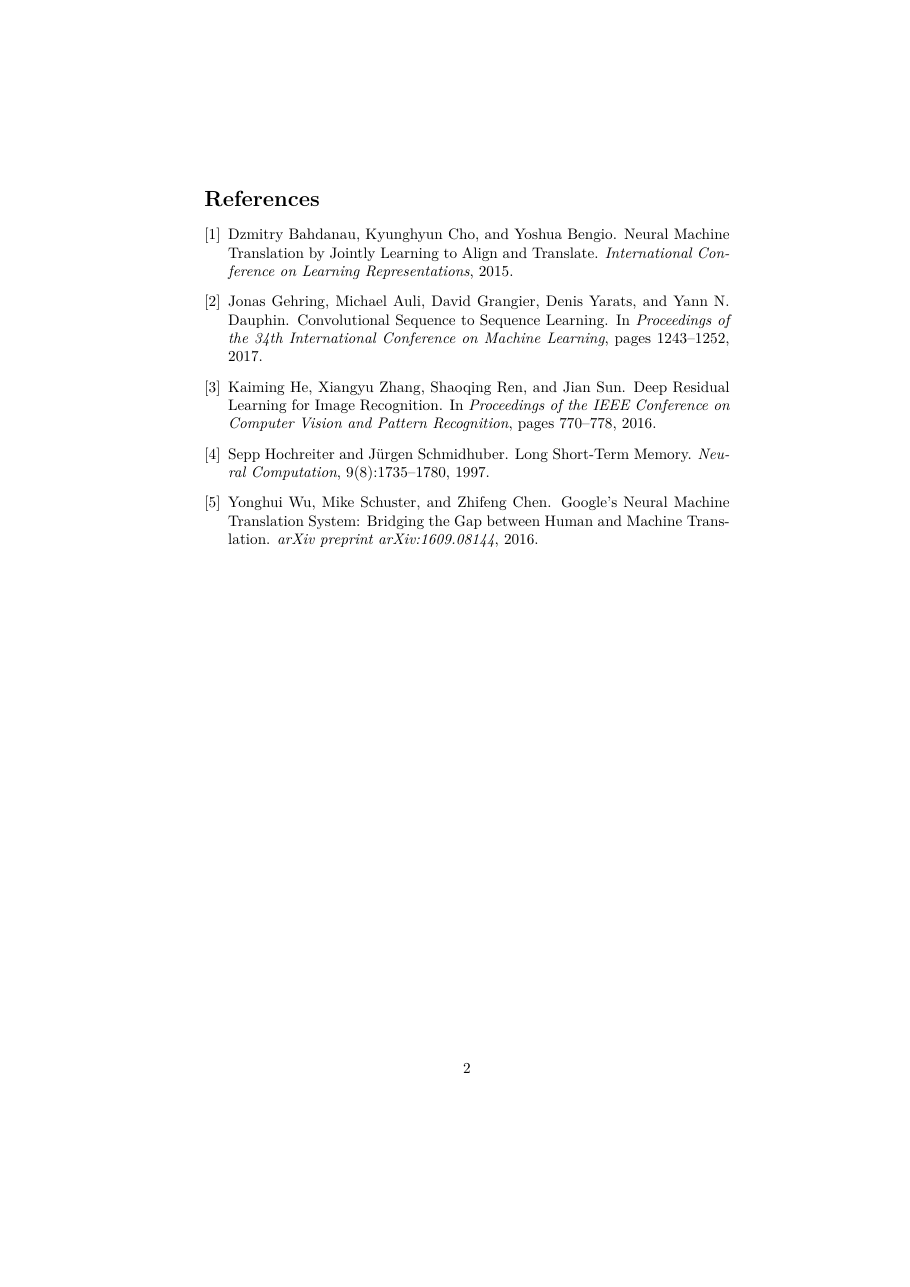 References
[1] Dzmitry Bahdanau, Kyunghyun Cho, and Yoshua Bengio. Neural Machine
Translation by Jointly Learning to Align and Translate. International Con-
ference on Learning Representations, 2015.
[2] Jonas Gehring, Michael Auli, David Grangier, Denis Yarats, and Yann N.
Dauphin. Convolutional Sequence to Sequence Learning. In Proceedings of
the 34th International Conference on Machine Learning, pages 1243–1252,
2017.
[3] Kaiming He, Xiangyu Zhang, Shaoqing Ren, and Jian Sun. Deep Residual
Learning for Image Recognition. In Proceedings of the IEEE Conference on
Computer Vision and Pattern Recognition, pages 770–778, 2016.
[4] Sepp Hochreiter and Jürgen Schmidhuber. Long Short-Term Memory. Neu-
ral Computation, 9(8):1735–1780, 1997.
[5] Yonghui Wu, Mike Schuster, and Zhifeng Chen. Google's Neural Machine
Translation System: Bridging the Gap between Human and Machine Trans-
lation. arXiv preprint arXiv:1609.08144, 2016.
2